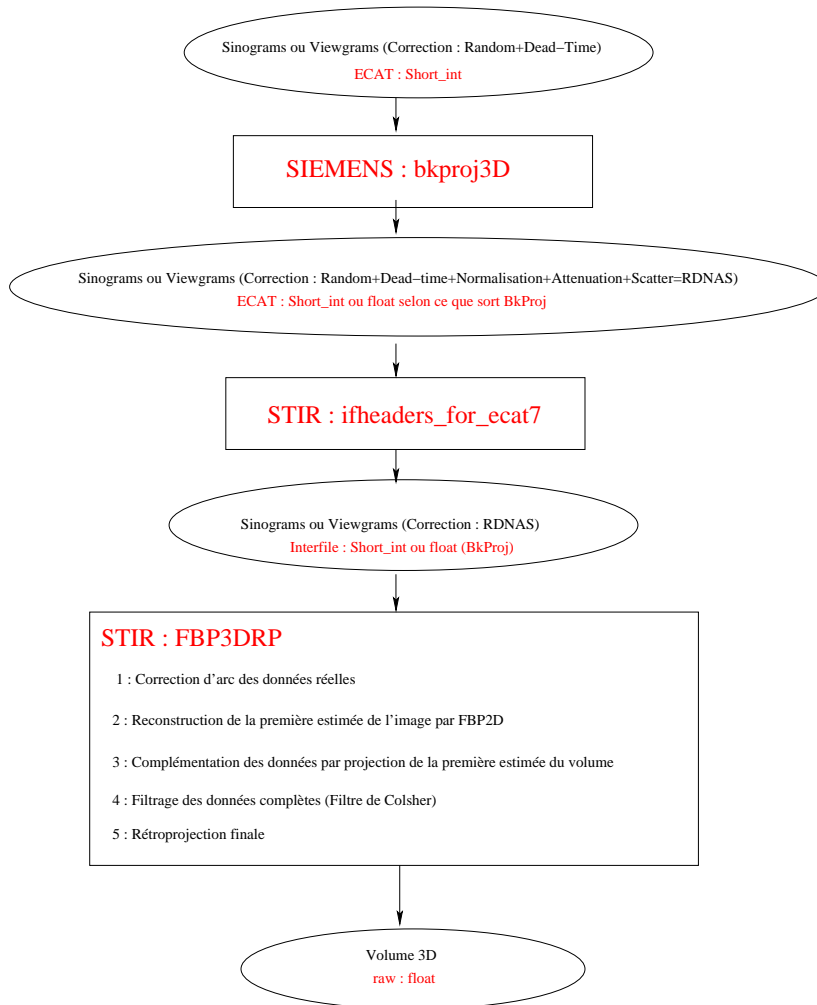 Sinograms ou Viewgrams (Correction : Random+Dead−Time)
ECAT : Short_int
SIEMENS : bkproj3D
Sinograms ou Viewgrams (Correction : Random+Dead−time+Normalisation+Attenuation+Scatter=RDNAS)
ECAT : Short_int ou float selon ce que sort BkProj
STIR : ifheaders_for_ecat7
Sinograms ou Viewgrams (Correction : RDNAS)
Interfile : Short_int ou float (BkProj)
STIR : FBP3DRP
1 : Correction d’arc des données réelles
2 : Reconstruction de la première estimée de l’image par FBP2D
3 : Complémentation des données par projection de la première estimée du volume
4 : Filtrage des données complètes (Filtre de Colsher)
5 : Rétroprojection finale
Volume 3D
raw : float